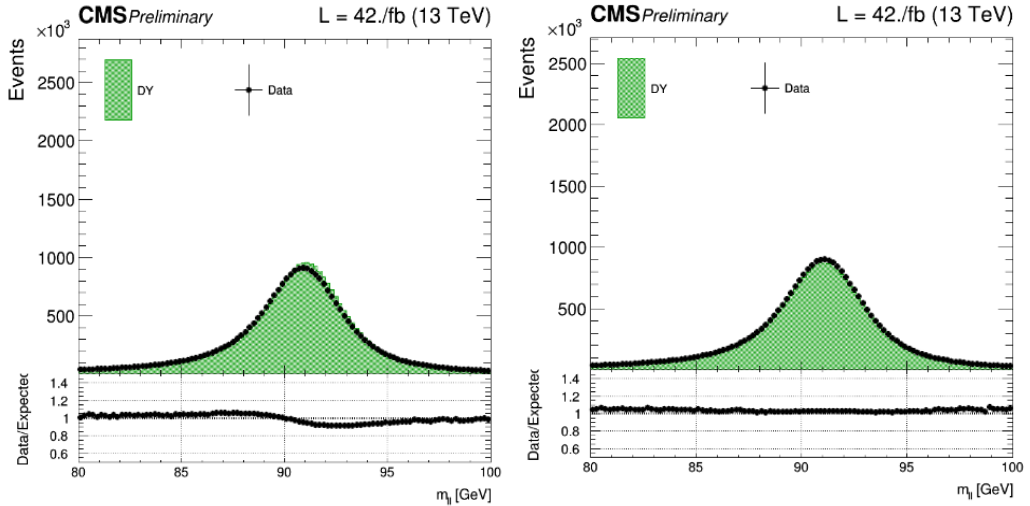 CMS Preliminary L = 42./fb (13 TeV)
×10³
Events
2500
2000
1500
1000
500
DY
Data
Data/Expected
1.4
1.2
1
0.8
0.6
80 85 90 95 100
m_ll [GeV]
CMS Preliminary L = 42./fb (13 TeV)
×10³
Events
2500
2000
1500
1000
500
DY
Data
Data/Expected
1.4
1.2
1
0.8
0.6
80 85 90 95 100
m_ll [GeV]